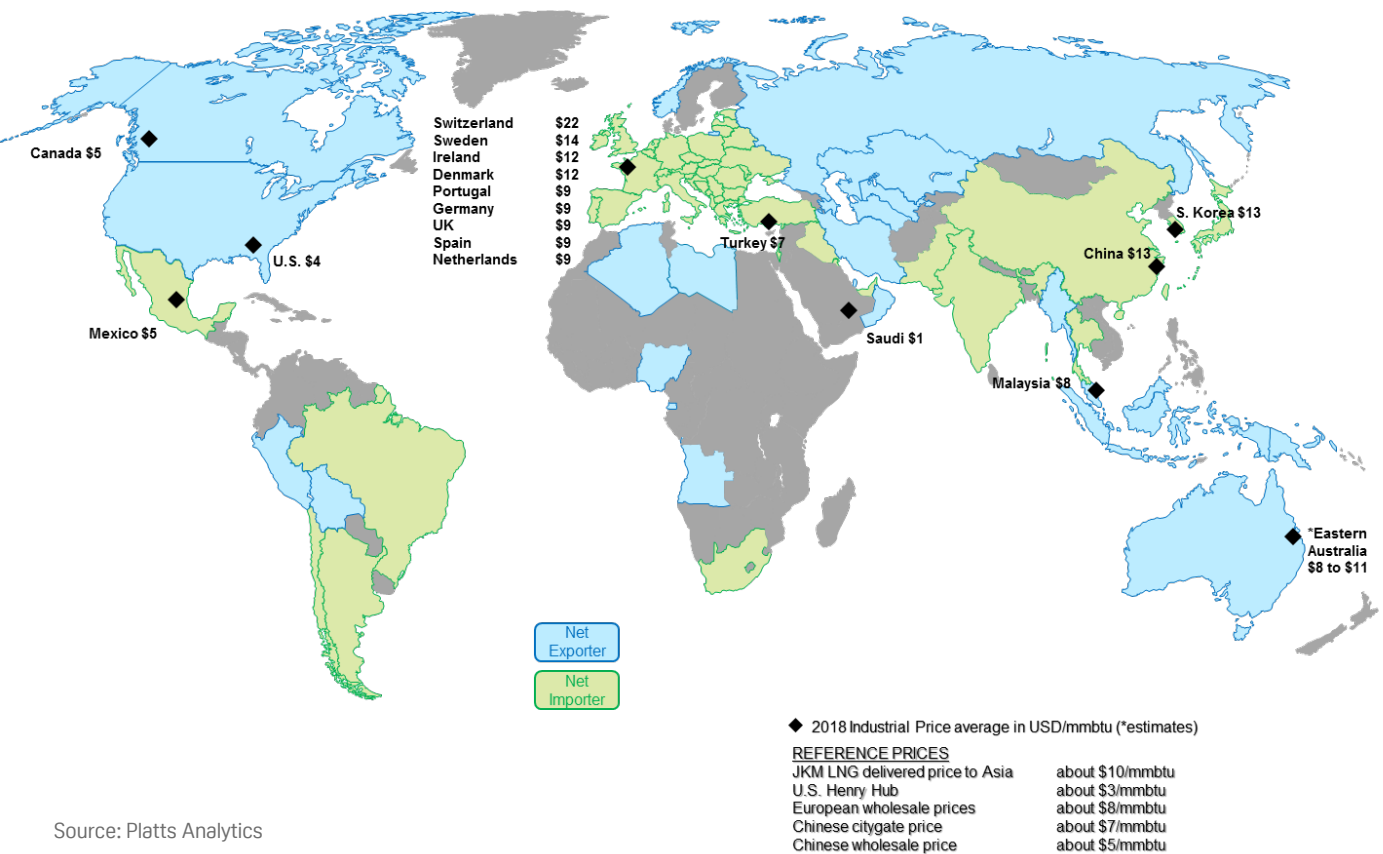 Canada $5
U.S. $4
Mexico $5
Switzerland $22
Sweden $14
Ireland $12
Denmark $12
Portugal $9
Germany $9
UK $9
Spain $9
Netherlands $9
Turkey $7
Saudi $1
S. Korea $13
China $13
Malaysia $8
*Eastern
Australia
$8 to $11
Net
Exporter
Net
Importer
2018 Industrial Price average in USD/mmbtu (*estimates)
REFERENCE PRICES
JKM LNG delivered price to Asia about $10/mmbtu
U.S. Henry Hub about $3/mmbtu
European wholesale prices about $8/mmbtu
Chinese citygate price about $7/mmbtu
Chinese wholesale price about $5/mmbtu
Source: Platts Analytics